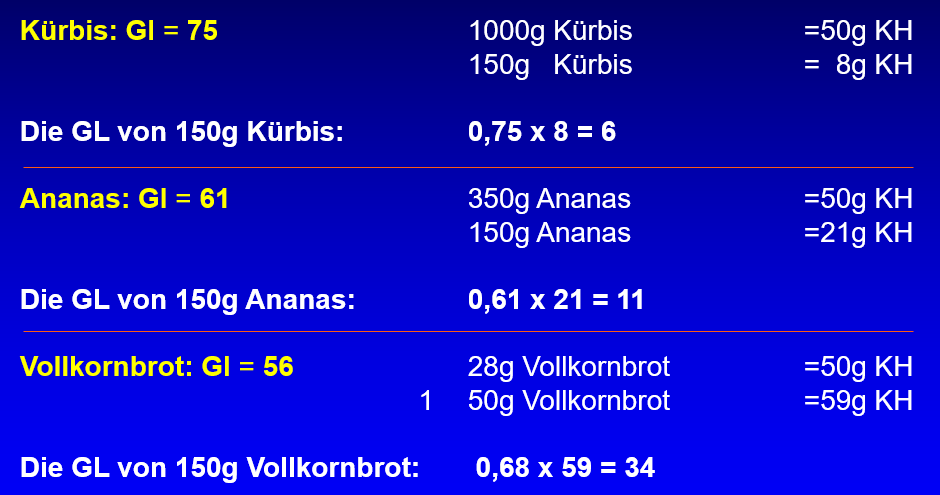 Kürbis: GI = 75 1000g Kürbis =50g KH
150g Kürbis = 8g KH
Die GL von 150g Kürbis: 0,75 x 8 = 6
Ananas: GI = 61 350g Ananas =50g KH
150g Ananas =21g KH
Die GL von 150g Ananas: 0,61 x 21 = 11
Vollkornbrot: GI = 56 28g Vollkornbrot =50g KH
1 50g Vollkornbrot =59g KH
Die GL von 150g Vollkornbrot: 0,68 x 59 = 34